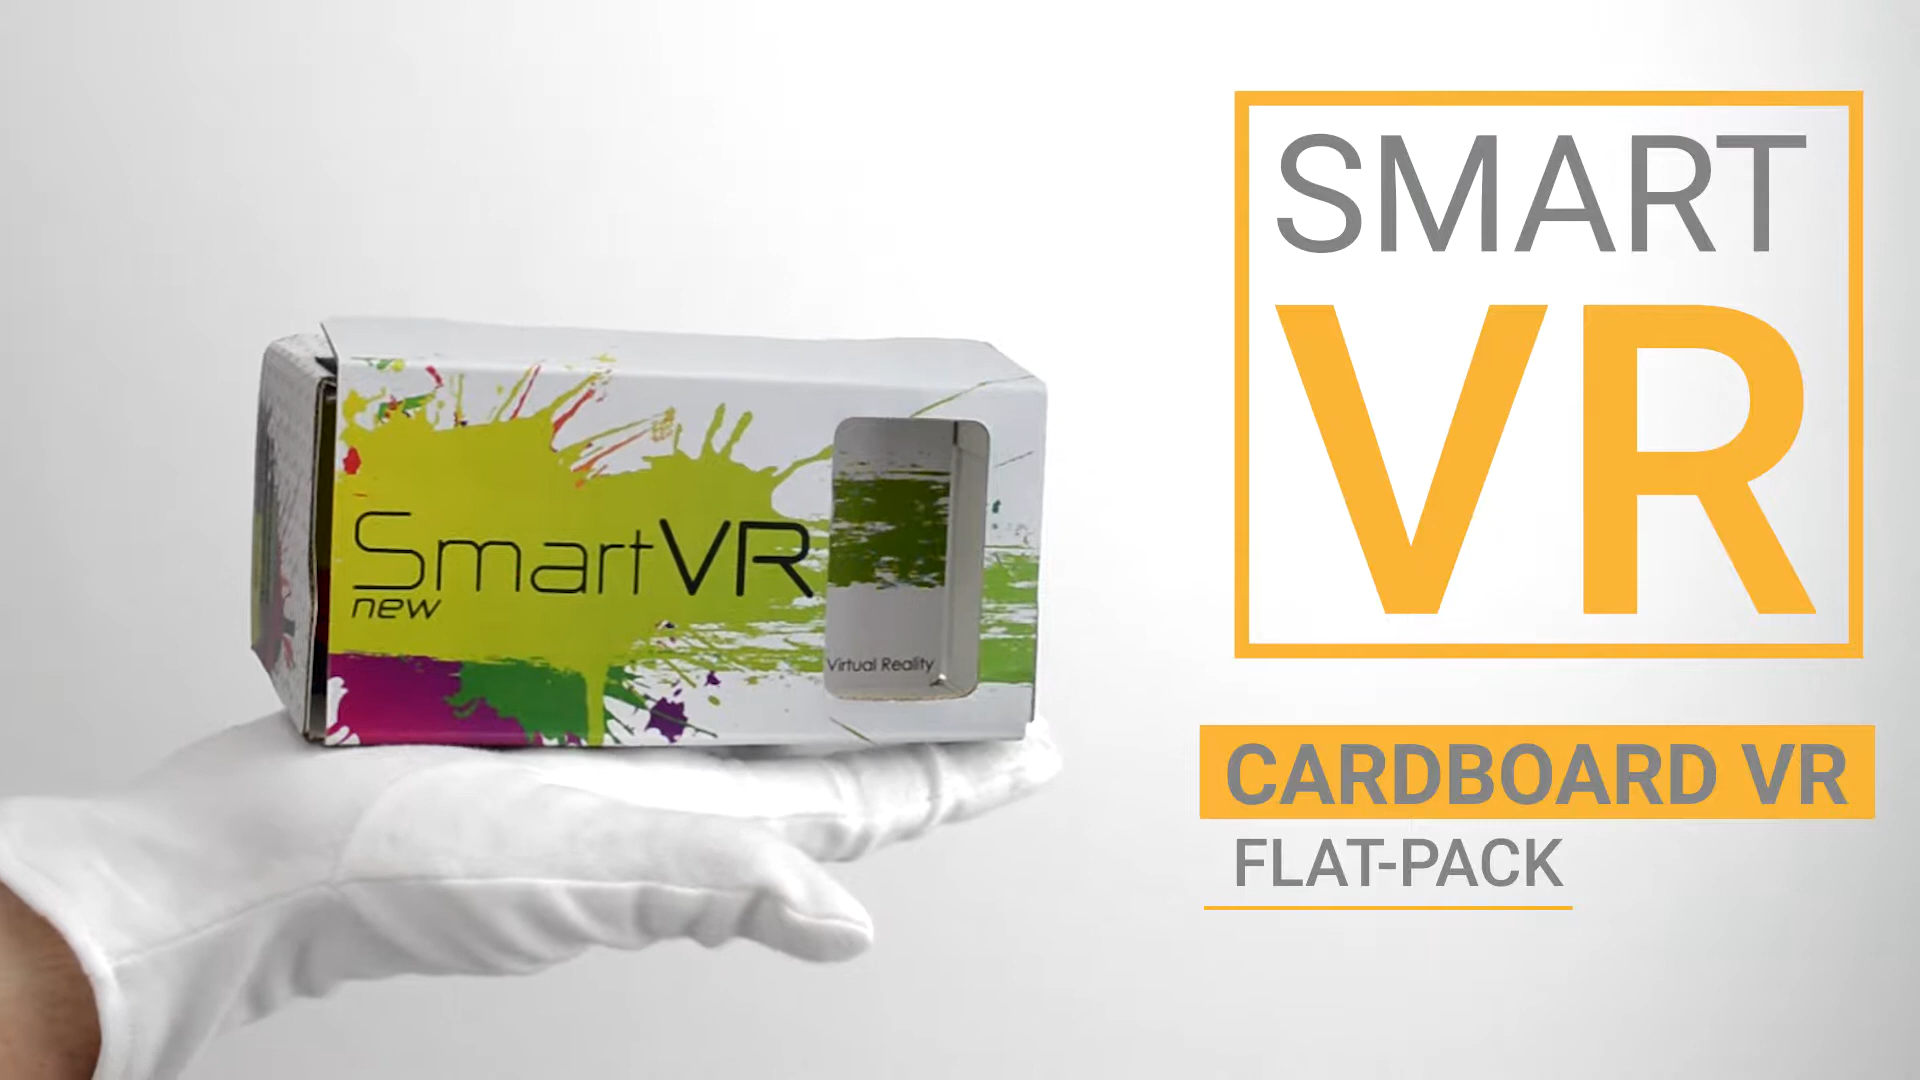 SmartVR
new
Virtual Reality
SMART
VR
CARDBOARD VR
FLAT-PACK